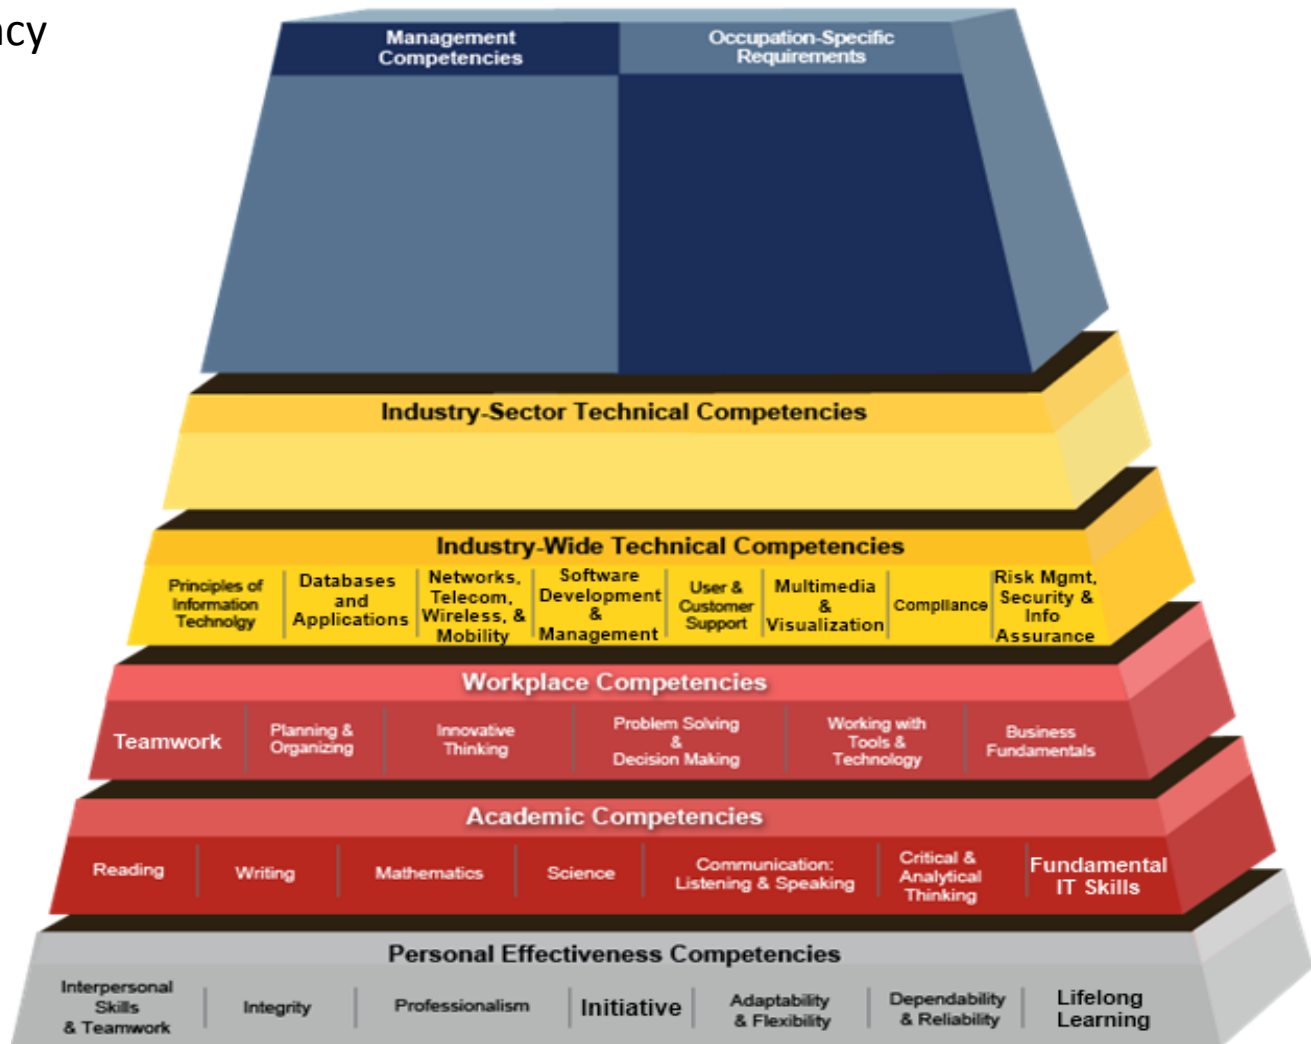 ncy
Management
Competencies
Occupation-Specific
Requirements
Industry-Sector Technical Competencies
Industry-Wide Technical Competencies
Principles of
Information
Technolgy
Databases
and
Applications
Networks,
Telecom,
Wireless, &
Mobility
Software
Development
&
Management
User &
Customer
Support
Multimedia
&
Visualization
Compliance
Risk Mgmt,
Security &
Info
Assurance
Workplace Competencies
Teamwork
Planning &
Organizing
Innovative
Thinking
Problem Solving
&
Decision Making
Working with
Tools &
Technology
Business
Fundamentals
Academic Competencies
Reading
Writing
Mathematics
Science
Communication:
Listening & Speaking
Critical &
Analytical
Thinking
Fundamental
IT Skills
Personal Effectiveness Competencies
Interpersonal
Skills
& Teamwork
Integrity
Professionalism
Initiative
Adaptability
& Flexibility
Dependability
& Reliability
Lifelong
Learning